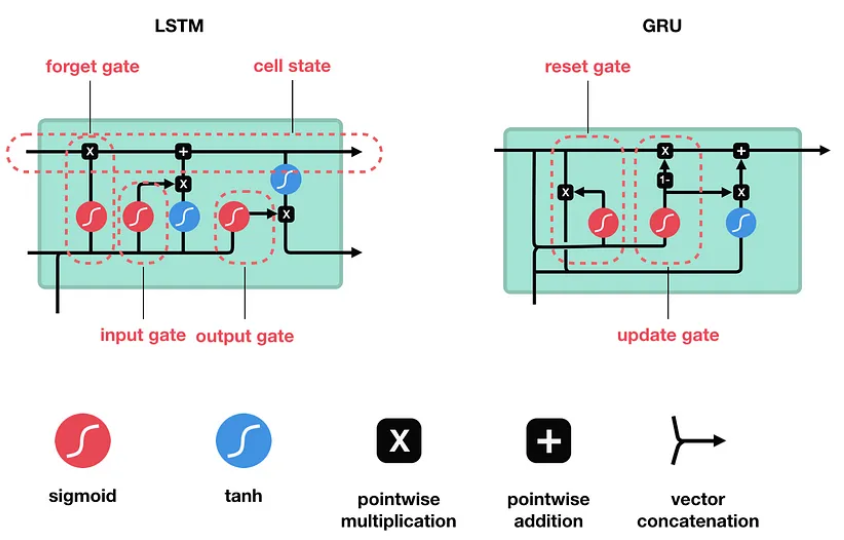 LSTM
GRU
forget gate
cell state
reset gate
x
+
x
x
x
+
1-
x
x
input gate
output gate
update gate
sigmoid
tanh
X
pointwise
multiplication
+
pointwise
addition
vector
concatenation